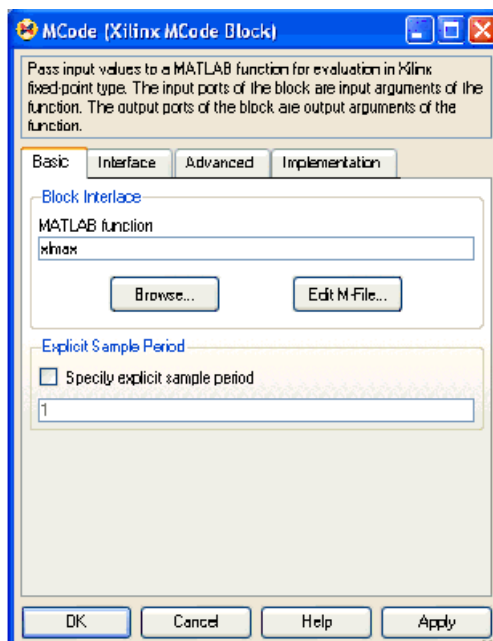 MCode (Xilinx MCode Block)
Pass input values to a MATLAB function for evaluation in Xilinx
fixed-point type. The input ports of the block are input arguments of the
function. The output ports of the block are output arguments of the
function.
Basic Interface Advanced Implementation
Block Interface
MATLAB function
xlmax
Browse... Edit M-File...
Explicit Sample Period
Specify explicit sample period
1
OK Cancel Help Apply